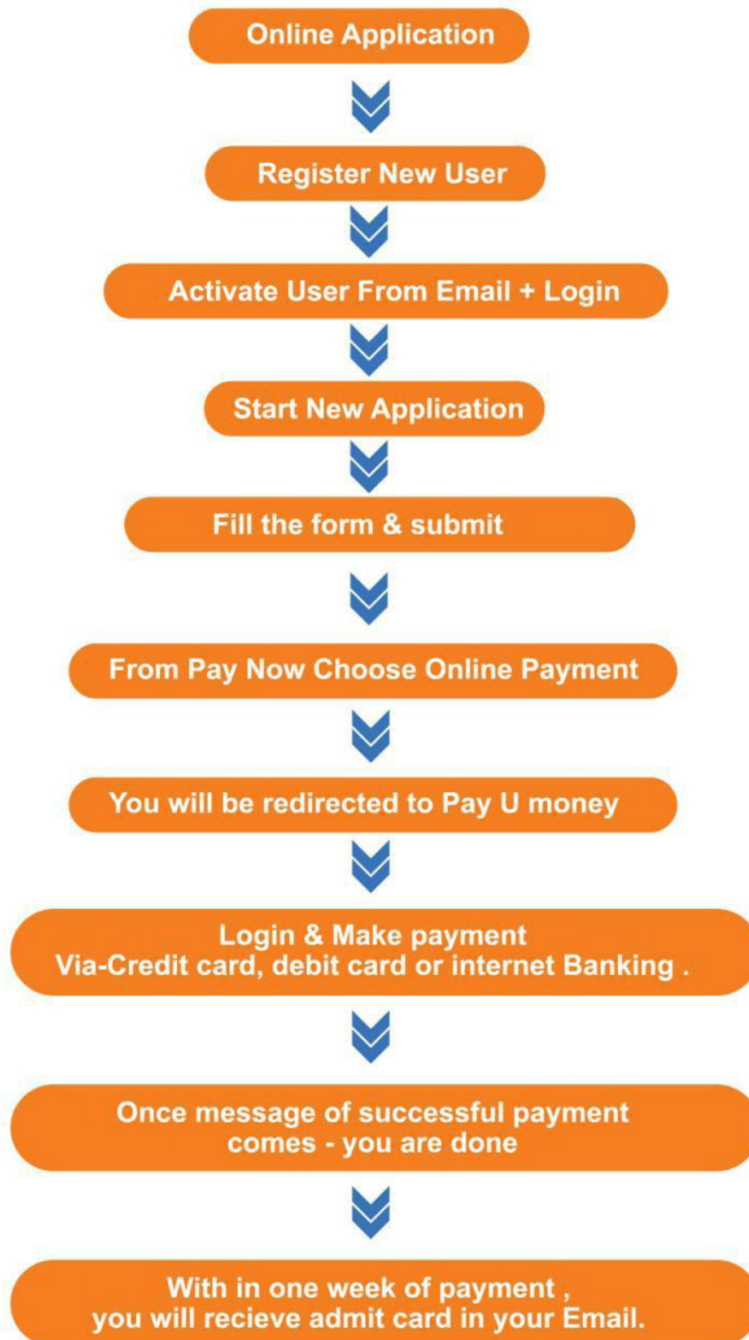 Online Application
Register New User
Activate User From Email + Login
Start New Application
Fill the form & submit
From Pay Now Choose Online Payment
You will be redirected to Pay U money
Login & Make payment
Via-Credit card, debit card or internet Banking .
Once message of successful payment
comes - you are done
With in one week of payment ,
you will recieve admit card in your Email.